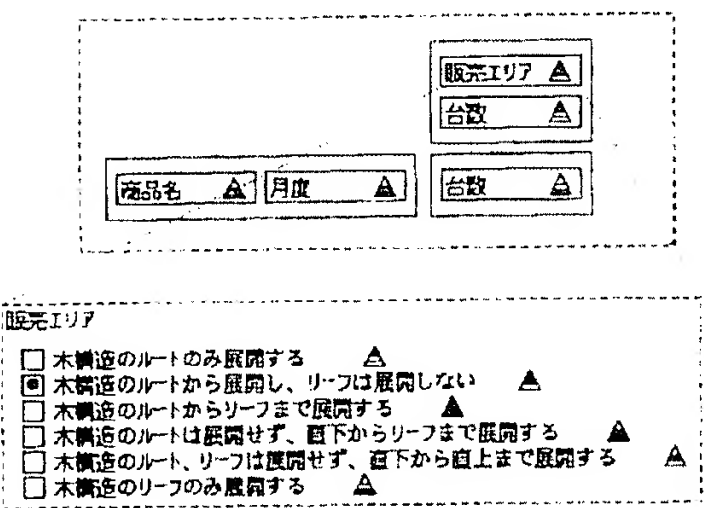 販売エリア
台数
商品名 月度 台数
販売エリア
木構造のルートのみ展開する
木構造のルートから展開し、リーフは展開しない
木構造のルートからリーフまで展開する
木構造のルートは展開せず、直下からリーフまで展開する
木構造のルート、リーフは展開せず、直下から直上まで展開する
木構造のリーフのみ展開する